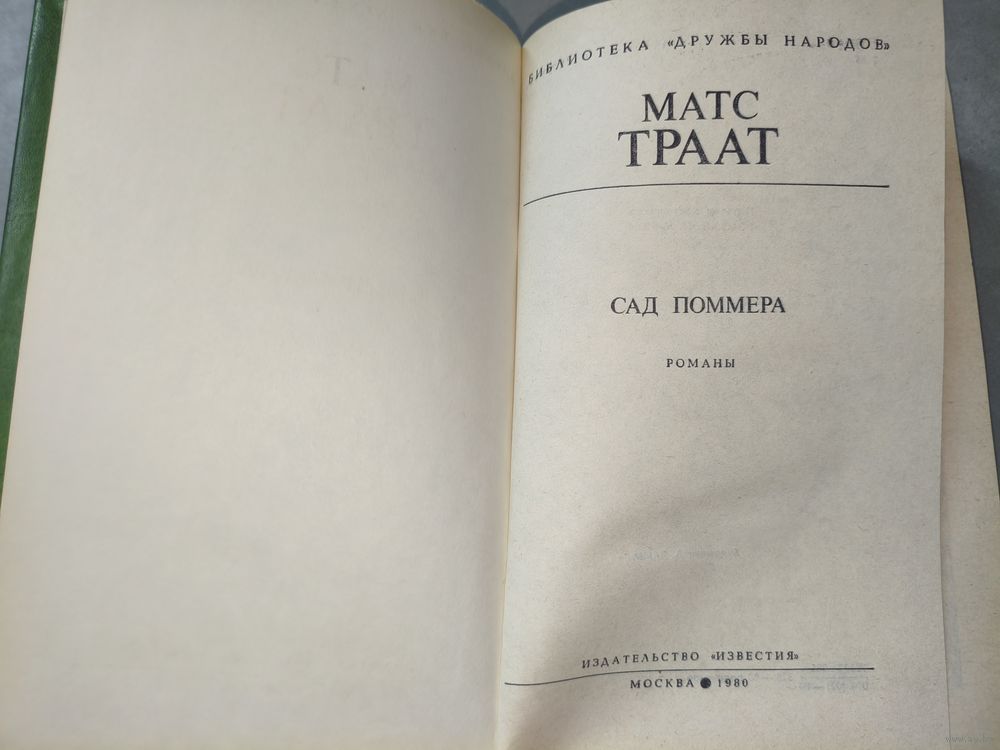 БИБЛИОТЕКА «ДРУЖБЫ НАРОДОВ»
МАТС
ТРААТ
САД ПОММЕРА
РОМАНЫ
ИЗДАТЕЛЬСТВО «ИЗВЕСТИЯ»
МОСКВА ● 1980